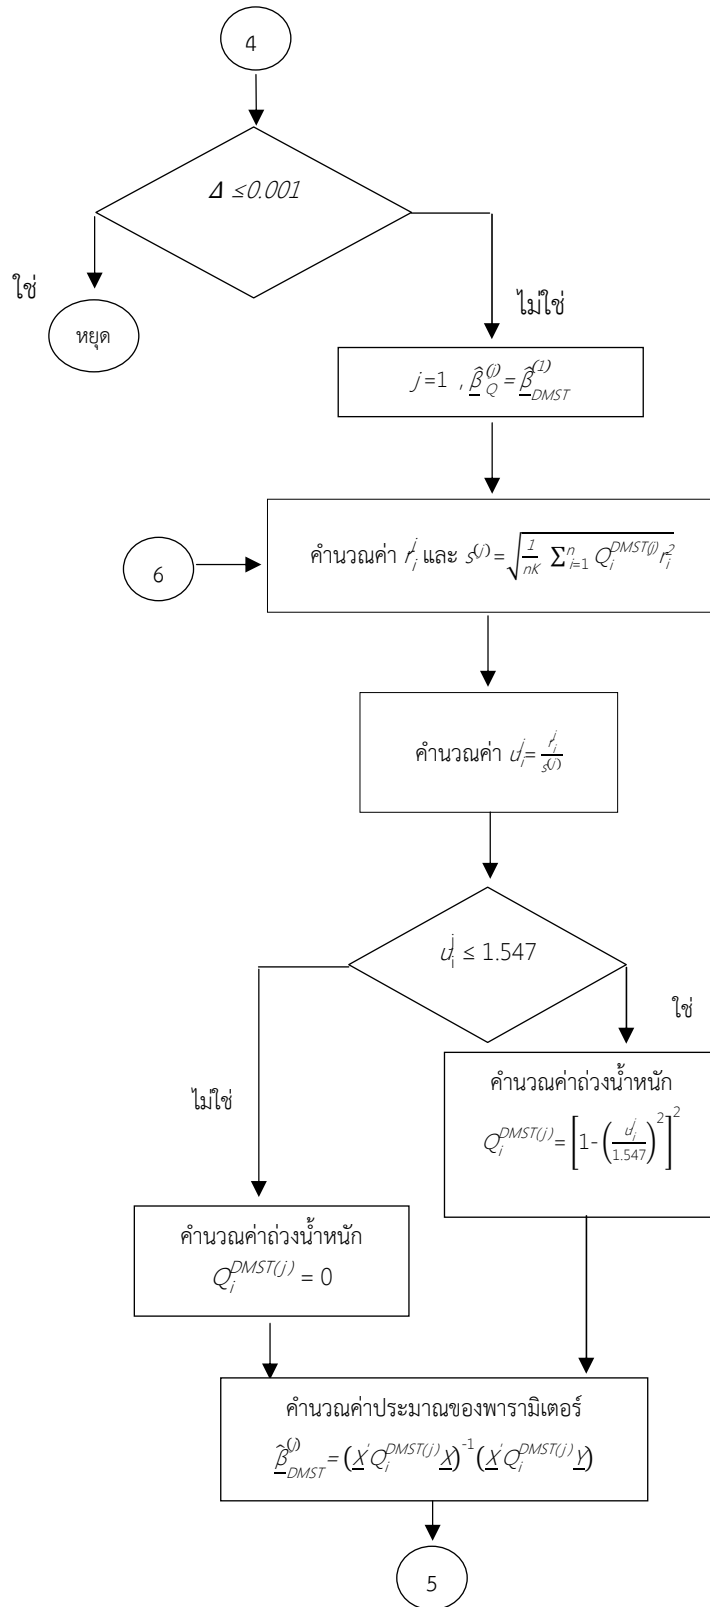 4
Δ ≤0.001
ใช่
ไม่ใช่
หยุด
j=1 , β̲̂_Q^(j) = β̲̂_DMST^(1)
6
คำนวณค่า r_i^j และ s^(j) = √(1/(nK) ∑_{i=1}^n Q_i^{DMST(j)} r_i^2)
คำนวณค่า u_i^j = r_i^j / s^(j)
u_i^j ≤ 1.547
ใช่
ไม่ใช่
คำนวณค่าถ่วงน้ำหนัก
Q_i^{DMST(j)} = [1-(u_i^j/1.547)^2]^2
คำนวณค่าถ่วงน้ำหนัก
Q_i^{DMST(j)} = 0
คำนวณค่าประมาณของพารามิเตอร์
β̲̂_DMST^(j) = (X̲′Q_i^{DMST(j)}X̲)^-1 (X̲′Q_i^{DMST(j)}Y̲)
5